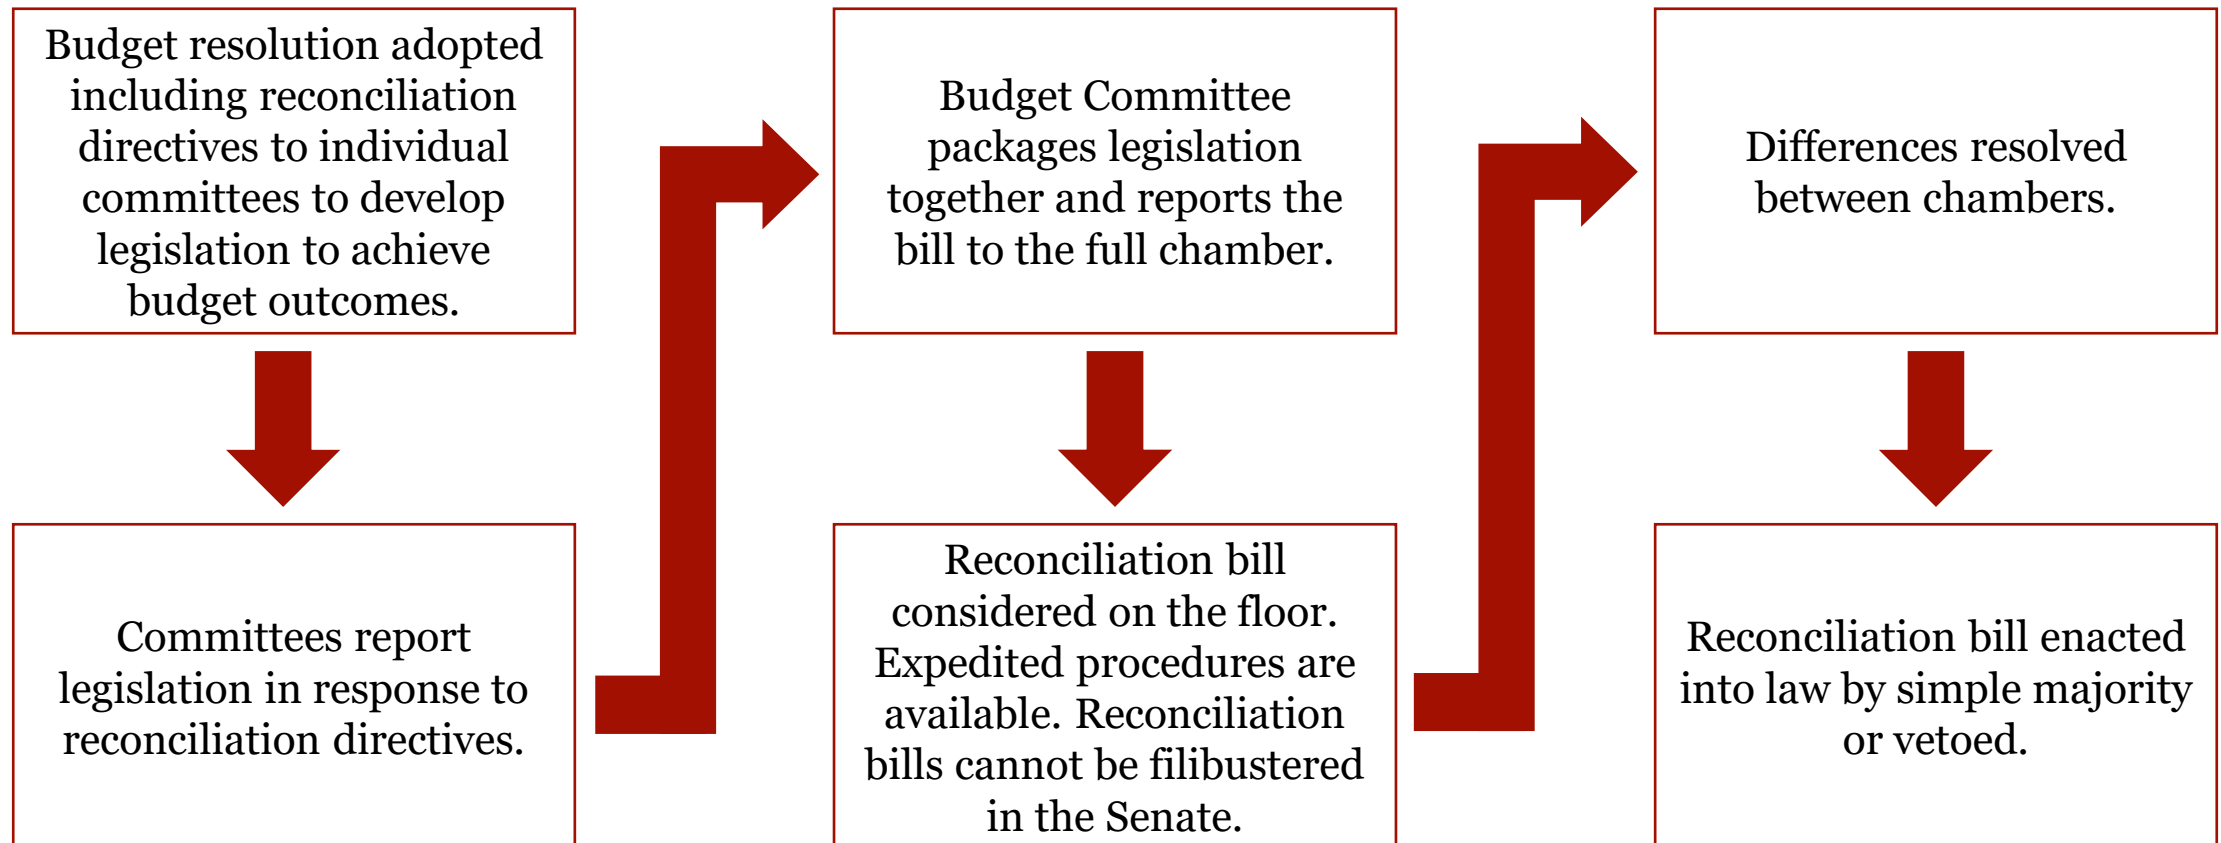 Budget resolution adopted
including reconciliation
directives to individual
committees to develop
legislation to achieve
budget outcomes.
Committees report
legislation in response to
reconciliation directives.
Budget Committee
packages legislation
together and reports the
bill to the full chamber.
Reconciliation bill
considered on the floor.
Expedited procedures are
available. Reconciliation
bills cannot be filibustered
in the Senate.
Differences resolved
between chambers.
Reconciliation bill enacted
into law by simple majority
or vetoed.